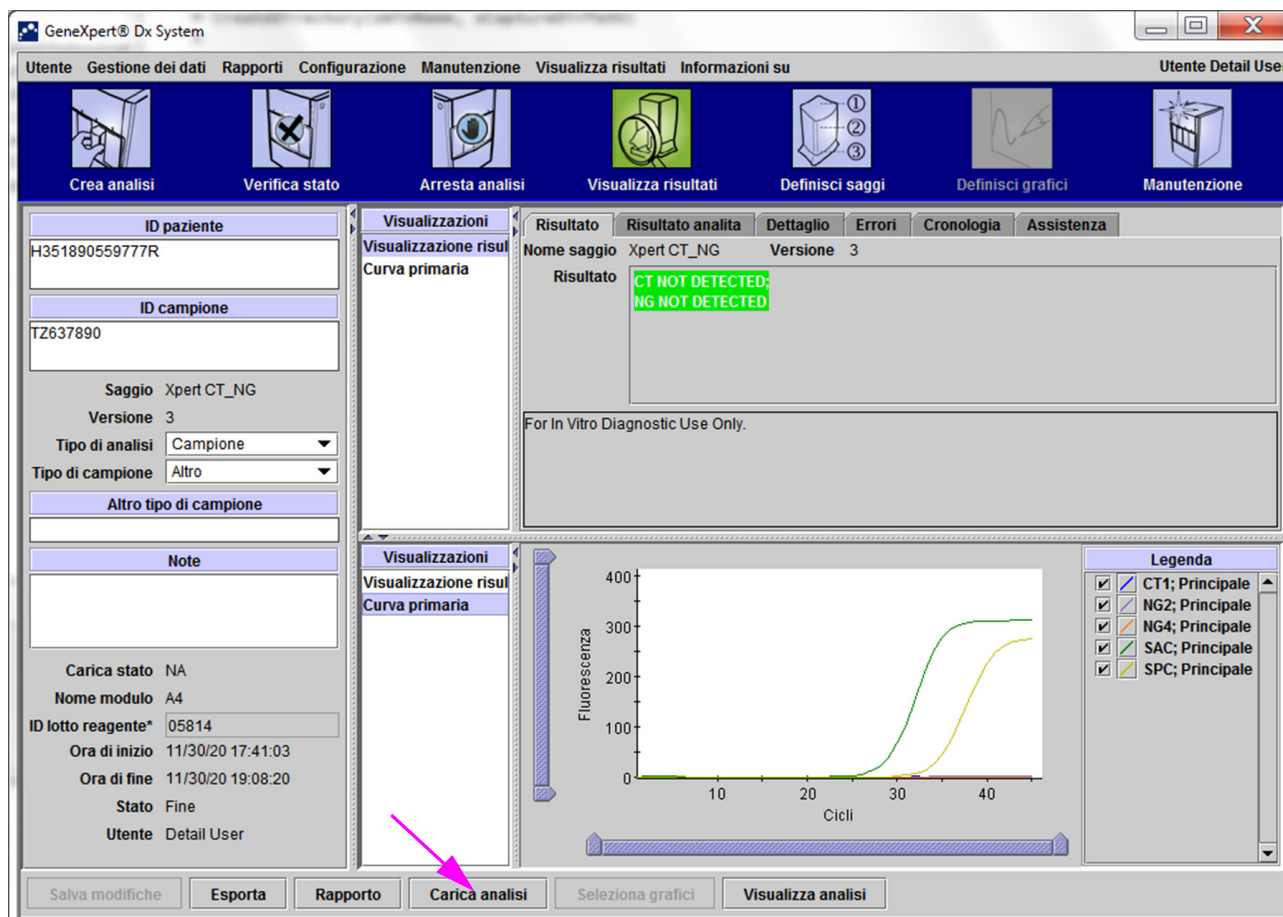 GeneXpert® Dx System
Utente Gestione dei dati Rapporti Configurazione Manutenzione Visualizza risultati Informazioni su Utente Detail User
Crea analisi Verifica stato Arresta analisi Visualizza risultati Definisci saggi Definisci grafici Manutenzione
1
2
3
ID paziente
H351890559777R
ID campione
TZ637890
Saggio Xpert CT_NG
Versione 3
Tipo di analisi Campione
Tipo di campione Altro
Altro tipo di campione
Note
Carica stato NA
Nome modulo A4
ID lotto reagente* 05814
Ora di inizio 11/30/20 17:41:03
Ora di fine 11/30/20 19:08:20
Stato Fine
Utente Detail User
Visualizzazioni
Visualizzazione risul
Curva primaria
Risultato Risultato analita Dettaglio Errori Cronologia Assistenza
Nome saggio Xpert CT_NG Versione 3
Risultato
CT NOT DETECTED;
NG NOT DETECTED
For In Vitro Diagnostic Use Only.
Visualizzazioni
Visualizzazione risul
Curva primaria
Fluorescenza
400
300
200
100
0
10 20 30 40
Cicli
Legenda
CT1; Principale
NG2; Principale
NG4; Principale
SAC; Principale
SPC; Principale
Salva modifiche Esporta Rapporto Carica analisi Seleziona grafici Visualizza analisi